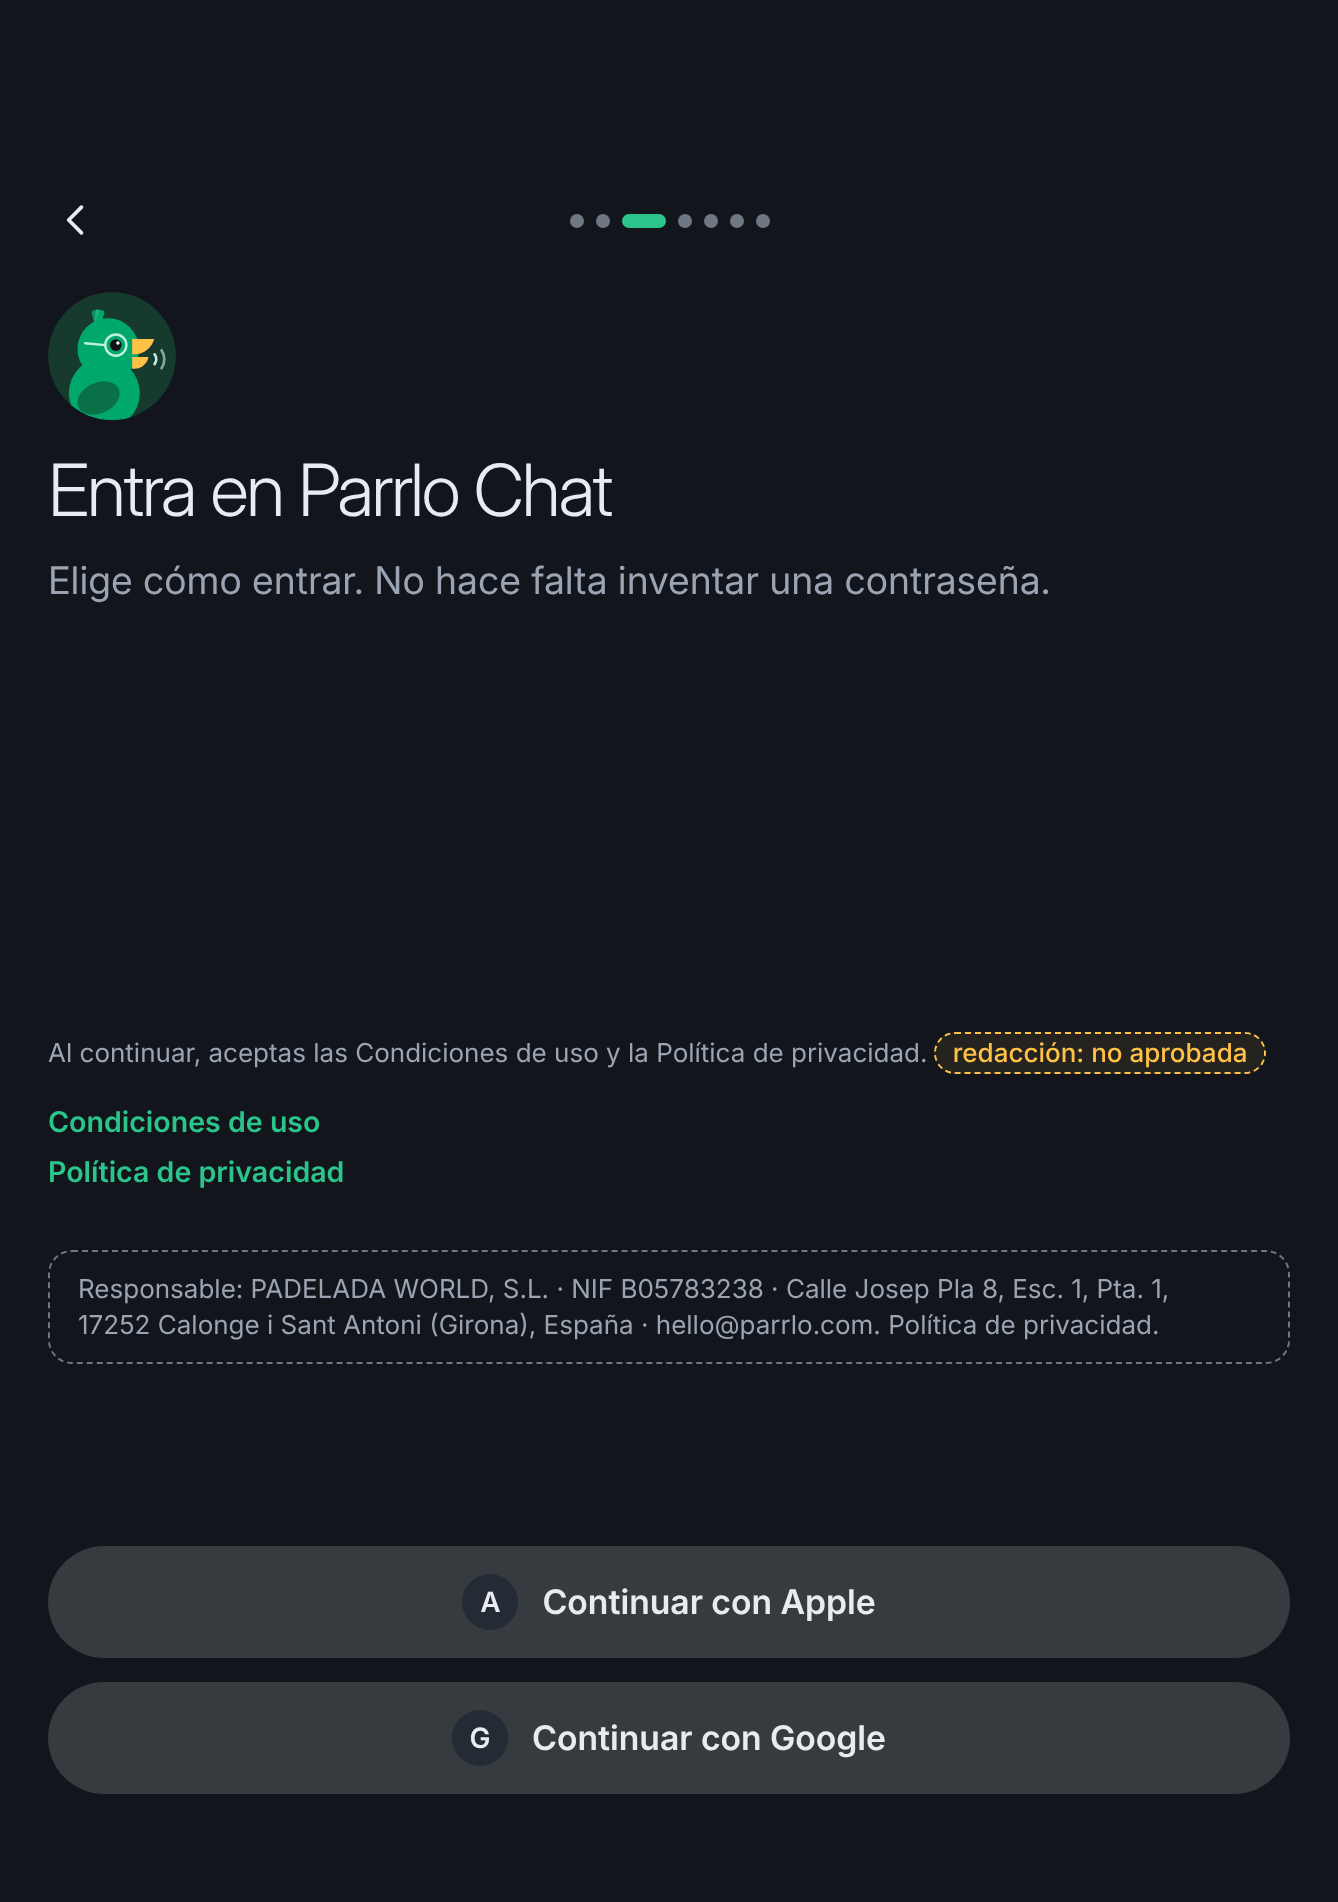 Entra en Parrlo Chat
Elige cómo entrar. No hace falta inventar una contraseña.
Al continuar, aceptas las Condiciones de uso y la Política de privacidad. redacción: no aprobada
Condiciones de uso
Política de privacidad
Responsable: PADELADA WORLD, S.L. · NIF B05783238 · Calle Josep Pla 8, Esc. 1, Pta. 1,
17252 Calonge i Sant Antoni (Girona), España · hello@parrlo.com. Política de privacidad.
A Continuar con Apple
G Continuar con Google